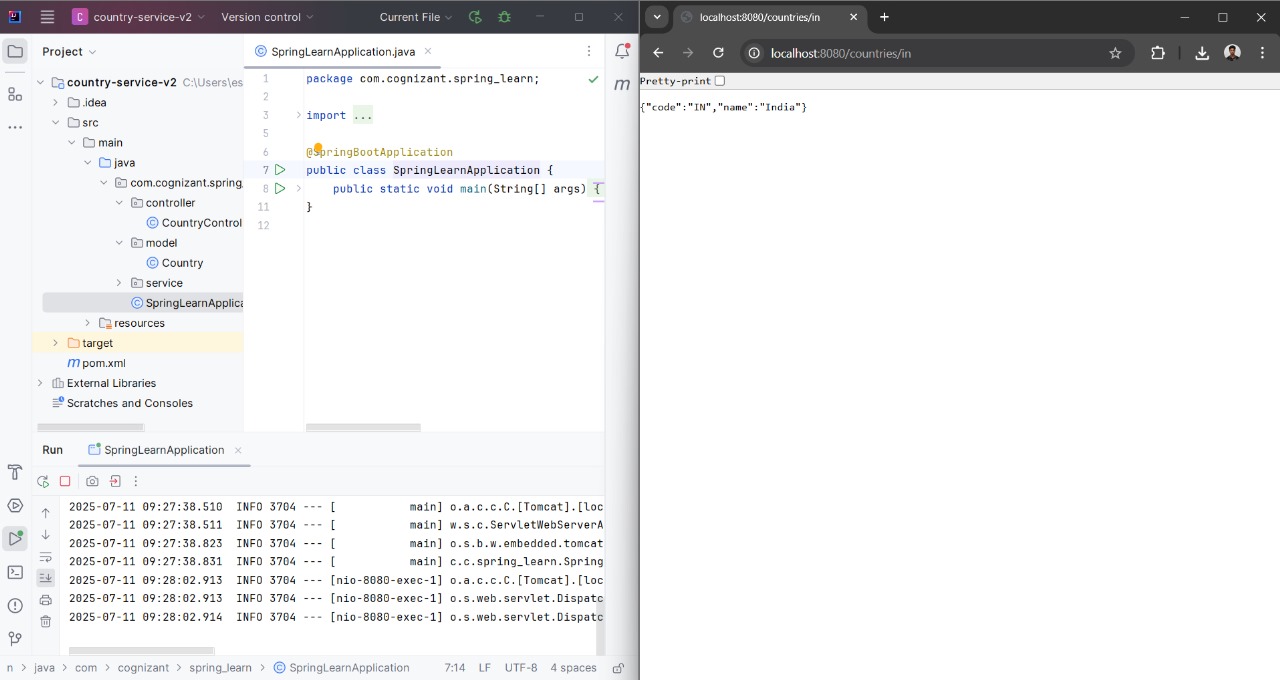 country-service-v2 Version control Current File
Project
country-service-v2 C:\Users\es
.idea
src
main
java
com.cognizant.spring.
controller
CountryControl
model
Country
service
SpringLearnApplica
resources
target
pom.xml
External Libraries
Scratches and Consoles
SpringLearnApplication.java
1 package com.cognizant.spring_learn;
2
3 import ...
5
6 @SpringBootApplication
7 public class SpringLearnApplication {
8 public static void main(String[] args) {
11 }
12
Run SpringLearnApplication
2025-07-11 09:27:38.510 INFO 3704 --- [ main] o.a.c.c.C.[Tomcat].[loc
2025-07-11 09:27:38.511 INFO 3704 --- [ main] w.s.c.ServletWebServerA
2025-07-11 09:27:38.823 INFO 3704 --- [ main] o.s.b.w.embedded.tomcat
2025-07-11 09:27:38.831 INFO 3704 --- [ main] c.c.spring_learn.Spring
2025-07-11 09:28:02.913 INFO 3704 --- [nio-8080-exec-1] o.a.c.c.C.[Tomcat].[loc
2025-07-11 09:28:02.913 INFO 3704 --- [nio-8080-exec-1] o.s.web.servlet.Dispatc
2025-07-11 09:28:02.914 INFO 3704 --- [nio-8080-exec-1] o.s.web.servlet.Dispatc
n > java > com > cognizant > spring_learn > SpringLearnApplication 7:14 LF UTF-8 4 spaces
localhost:8080/countries/in
localhost:8080/countries/in
Pretty-print
{"code":"IN","name":"India"}